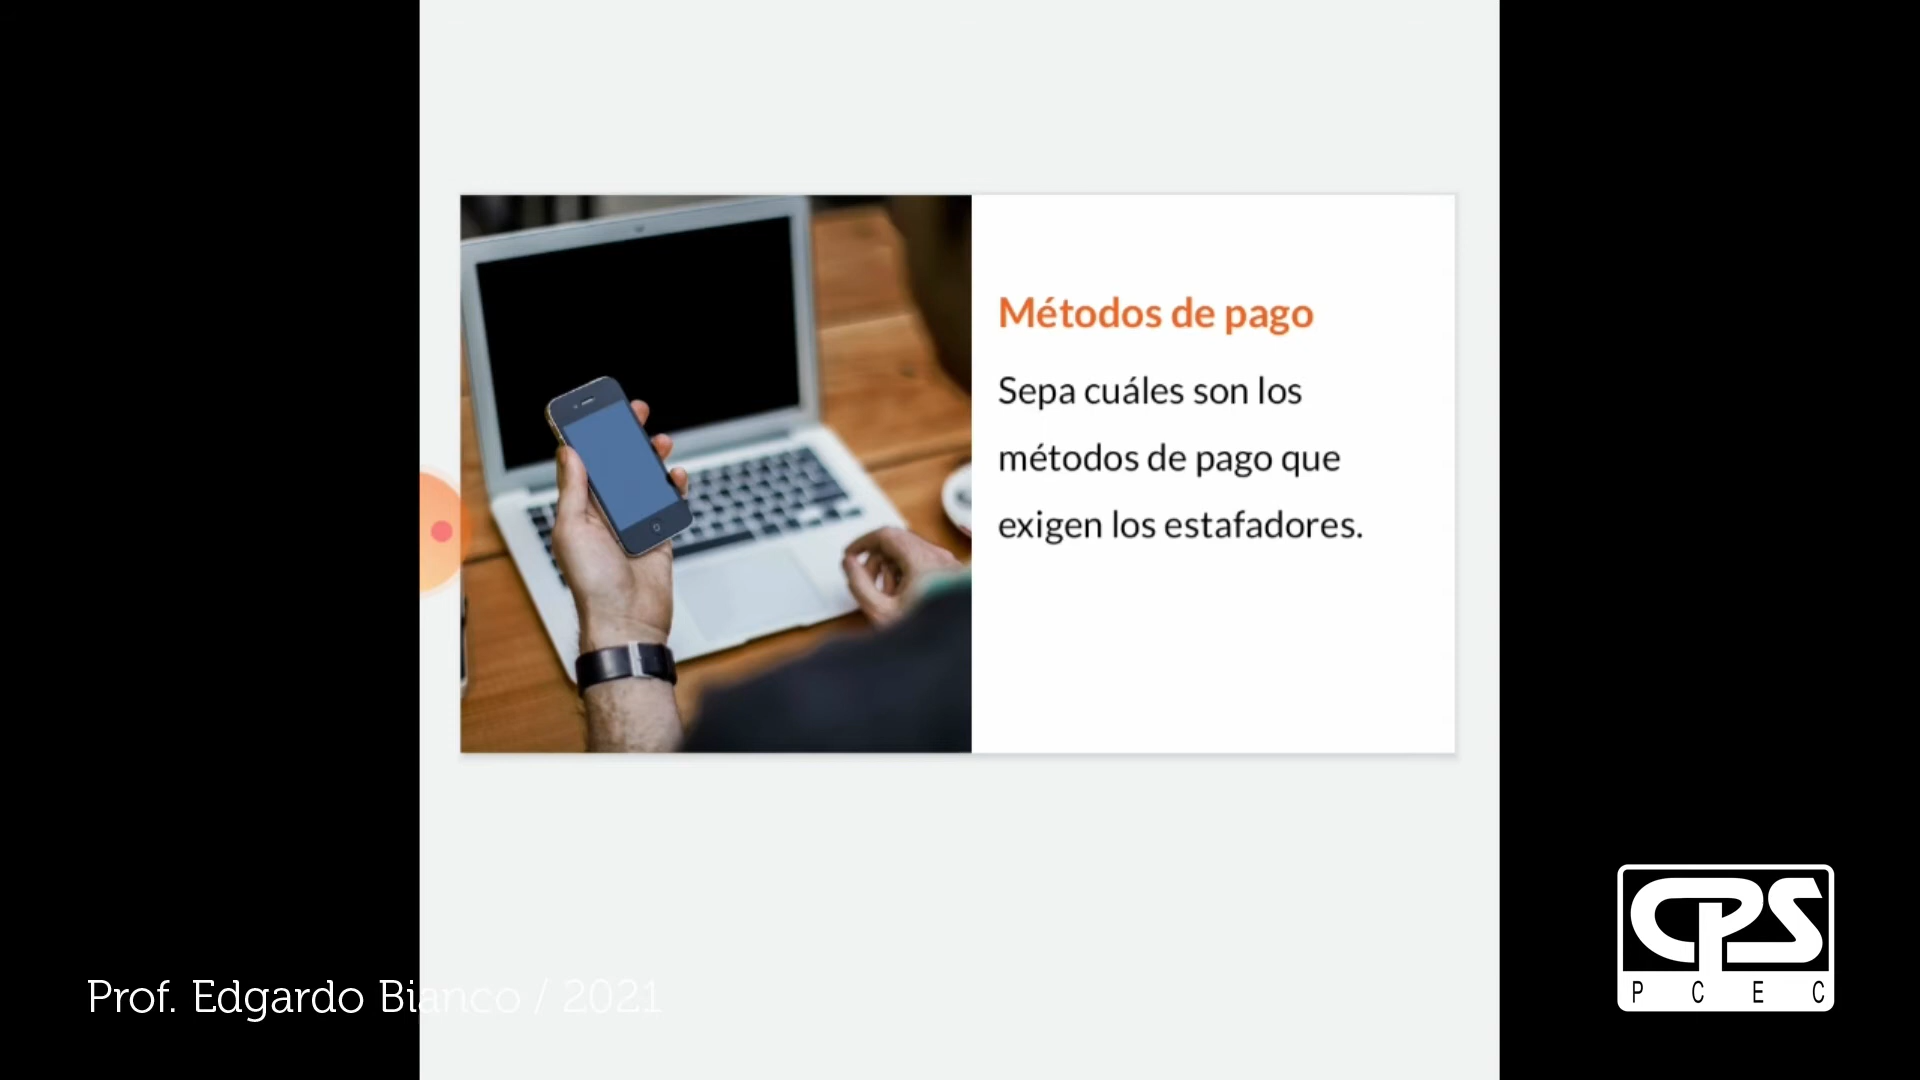 Métodos de pago
Sepa cuáles son los
métodos de pago que
exigen los estafadores.
Prof. Edgardo Bianco / 2021
CPS
P C E C